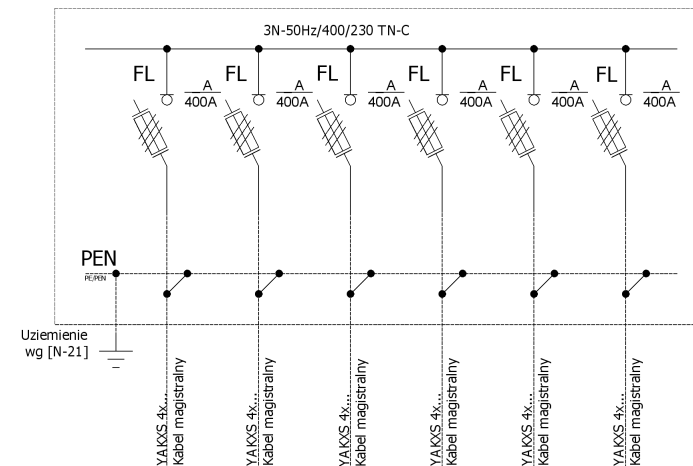 3N-50Hz/400/230 TN-C
FL
A
400A
FL
A
400A
FL
A
400A
FL
A
400A
FL
A
400A
FL
A
400A
PEN
PE/PEN
Uziemienie
wg [N-21]
YAKXS 4x...
Kabel magistralny
YAKXS 4x...
Kabel magistralny
YAKXS 4x...
Kabel magistralny
YAKXS 4x...
Kabel magistralny
YAKXS 4x...
Kabel magistralny
YAKXS 4x...
Kabel magistralny